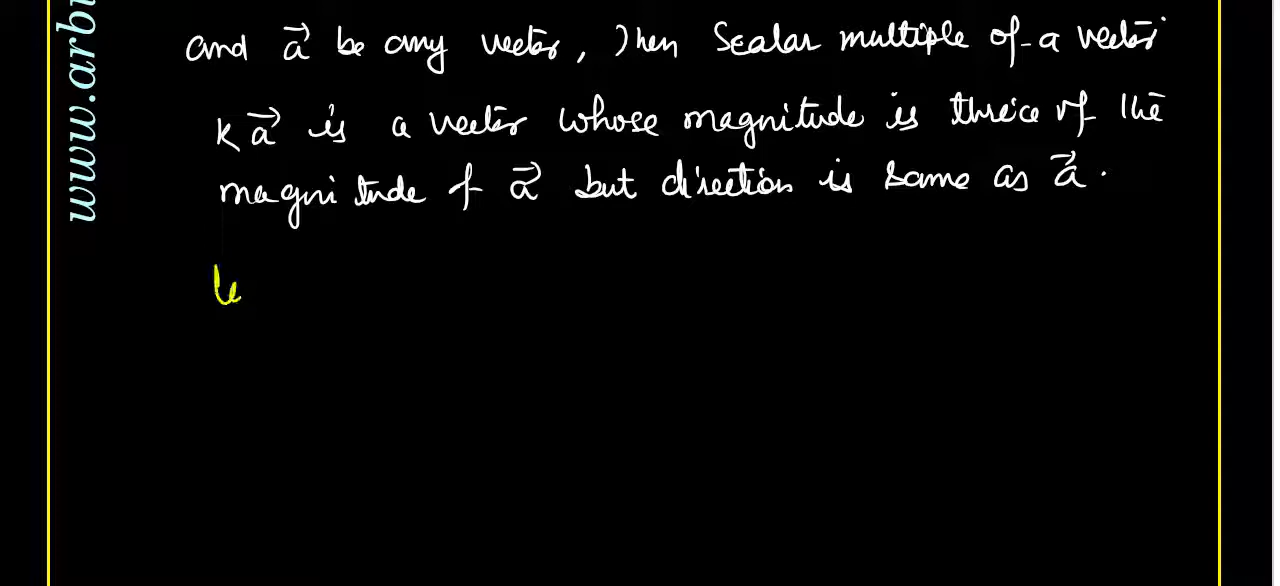 www.arb
and a⃗ be any vector, then Scalar multiple of a vector
k a⃗ is a vector whose magnitude is thrice of the
magnitude of a⃗ but direction is same as a⃗.
le